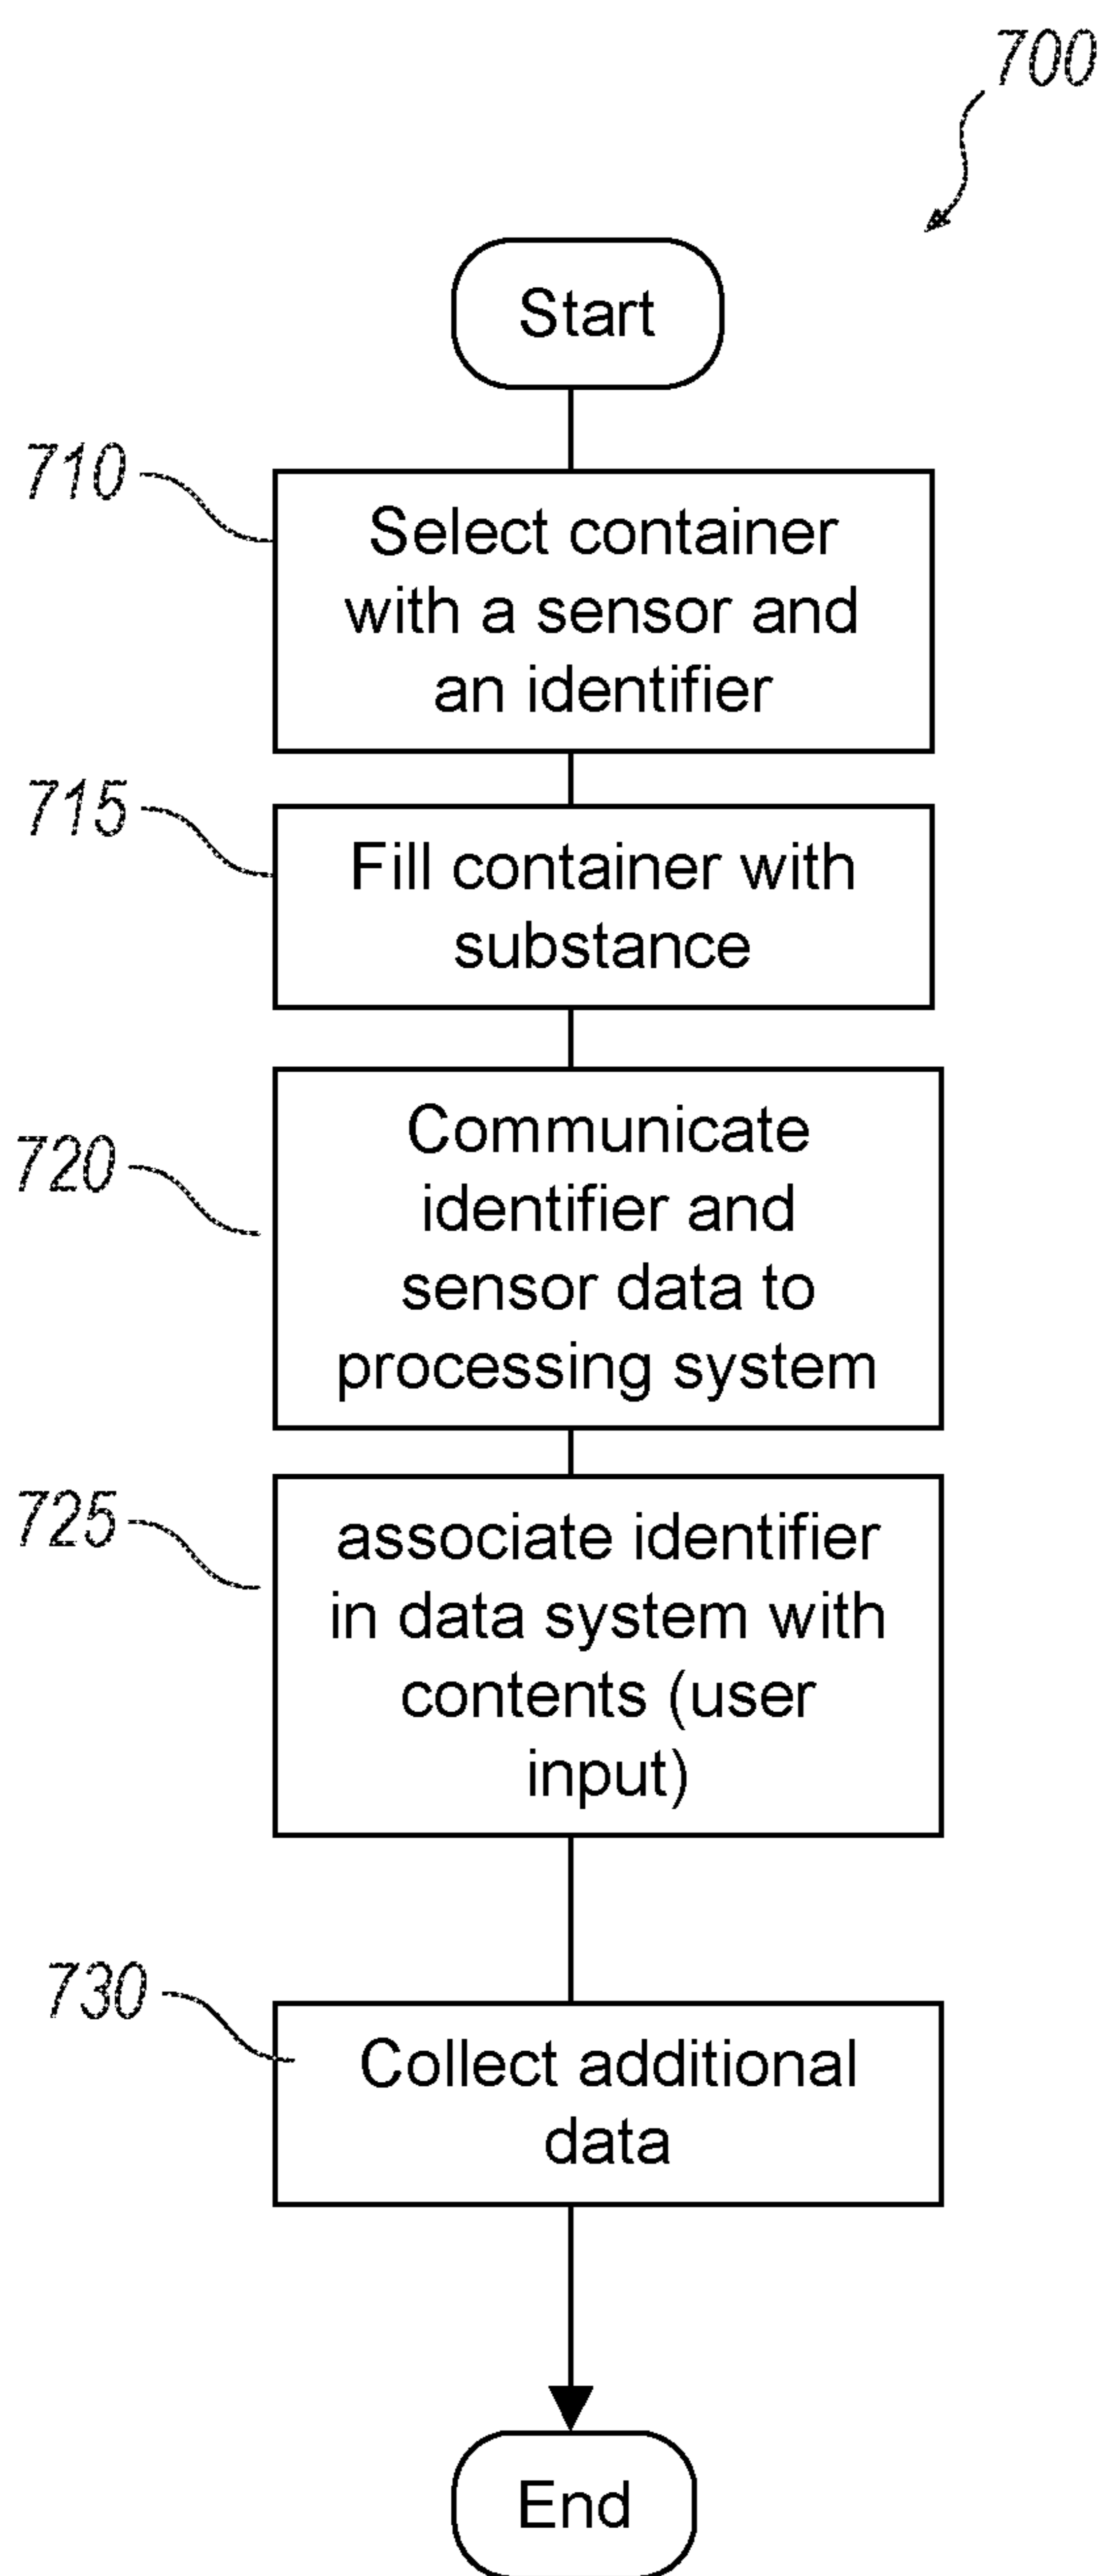 700
Start
710
Select container
with a sensor and
an identifier
715
Fill container with
substance
720
Communicate
identifier and
sensor data to
processing system
725
associate identifier
in data system with
contents (user
input)
730
Collect additional
data
End